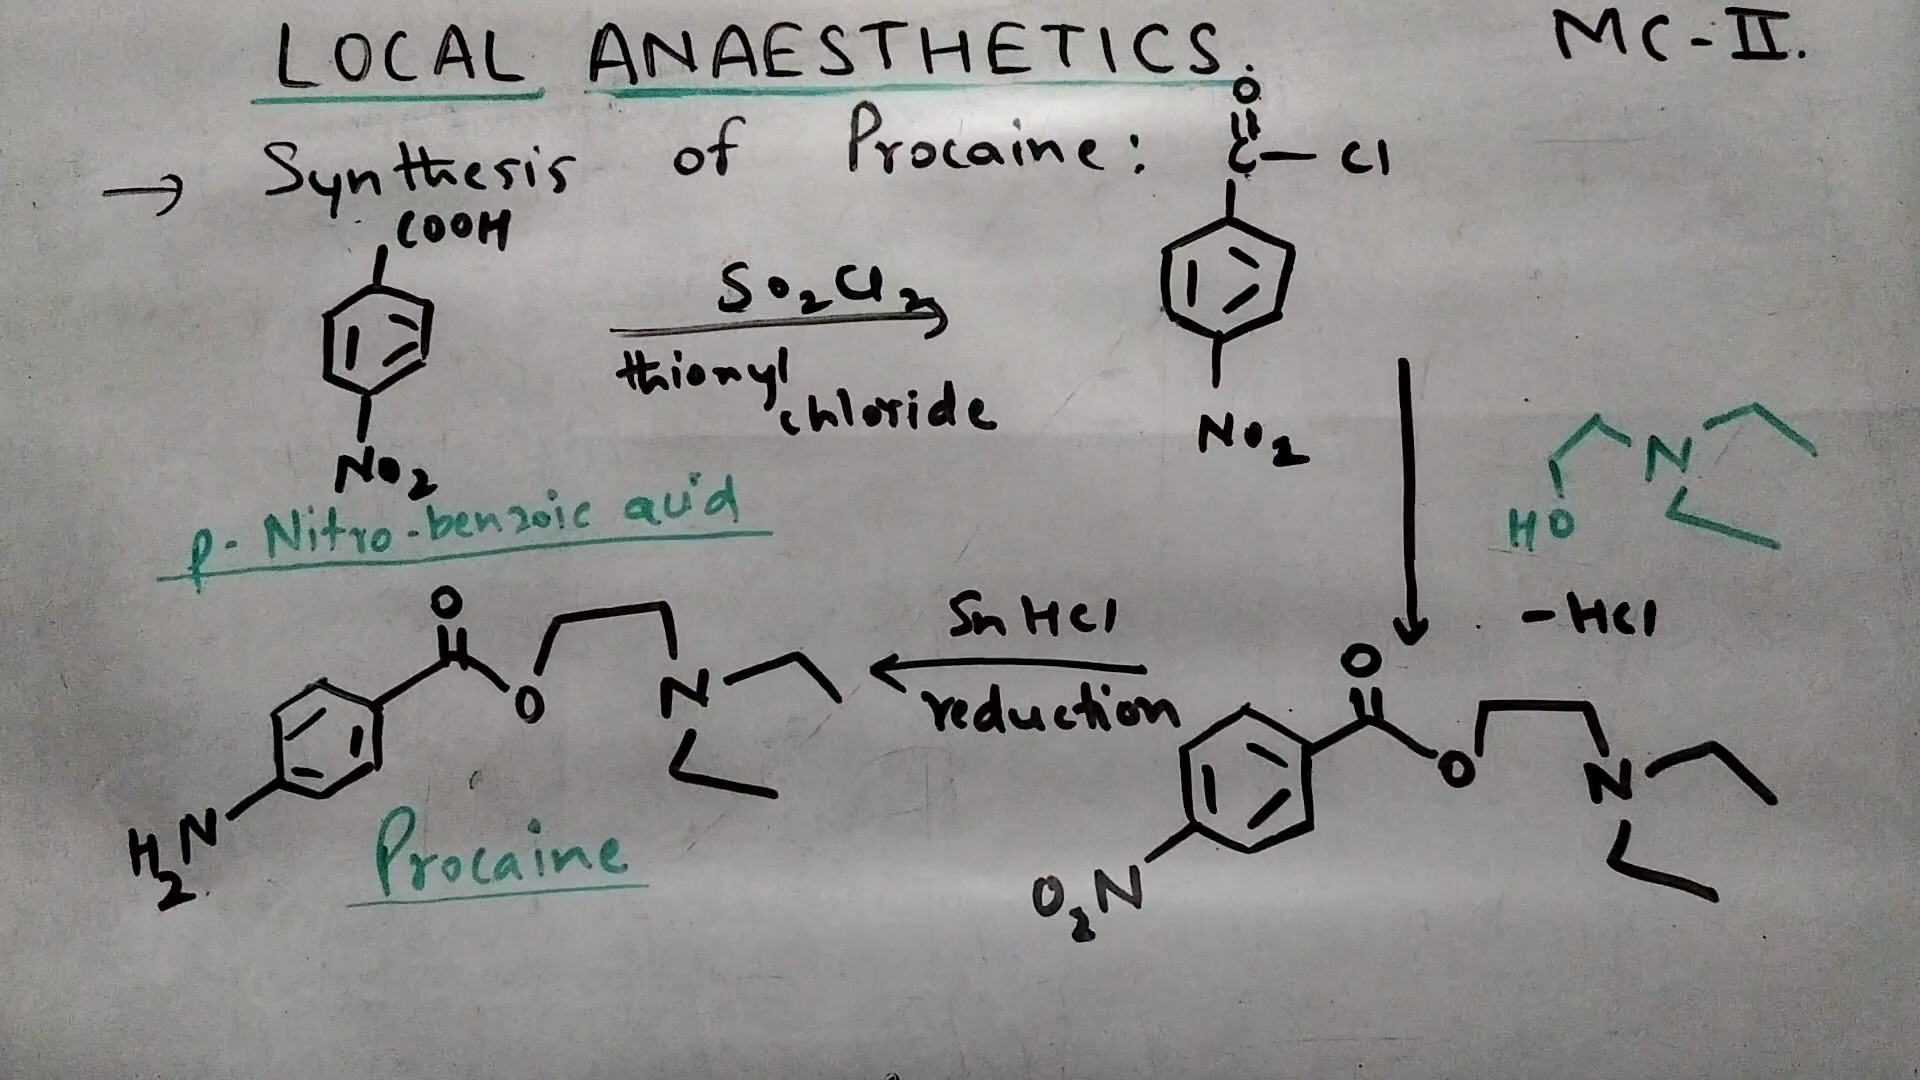 LOCAL ANAESTHETICS.
MC-II.
→ Synthesis of Procaine:
O
C-Cl
COOH
SO₂Cl₂
thionyl
chloride
NO₂
NO₂
p-Nitro-benzoic acid
N
HO
-HCl
O
O
N
H₂N
Procaine
Sn HCl
reduction
O
O
N
O₂N